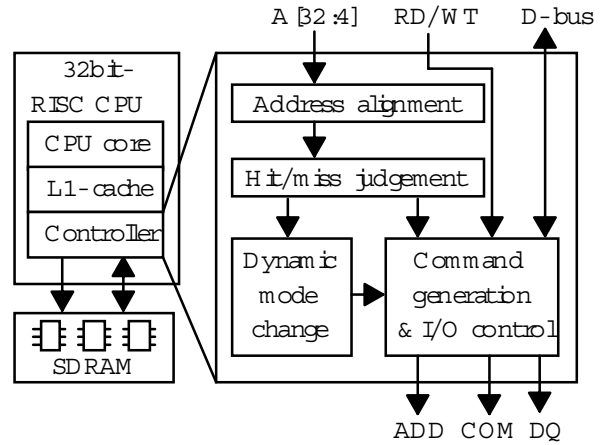 A [32:4] RD/WT D-bus
32bit-
RISC CPU
CPU core
L1-cache
Controller
SDRAM
Address alignment
Hit/miss judgement
Dynamic
mode
change
Command
generation
& I/O control
ADD COM DQ